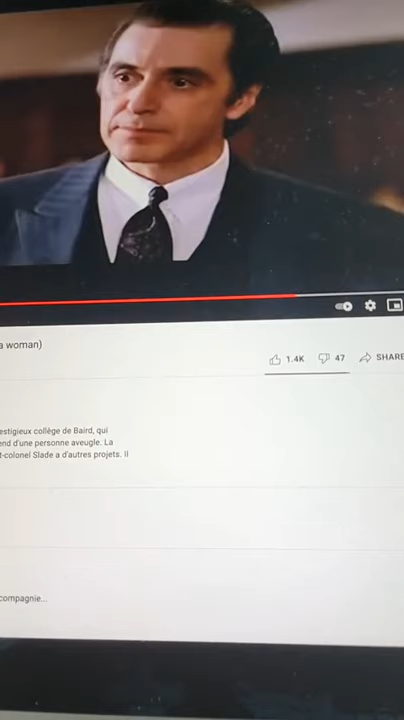 a woman)
1.4K
47
SHARE
estigieux collège de Baird, qui
end d'une personne aveugle. La
t-colonel Slade a d'autres projets. Il
compagnie...